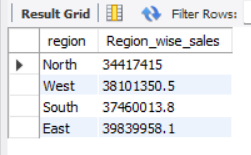 Result Grid Filter Rows:
region Region_wise_sales
North 34417415
West 38101350.5
South 37460013.8
East 39839958.1